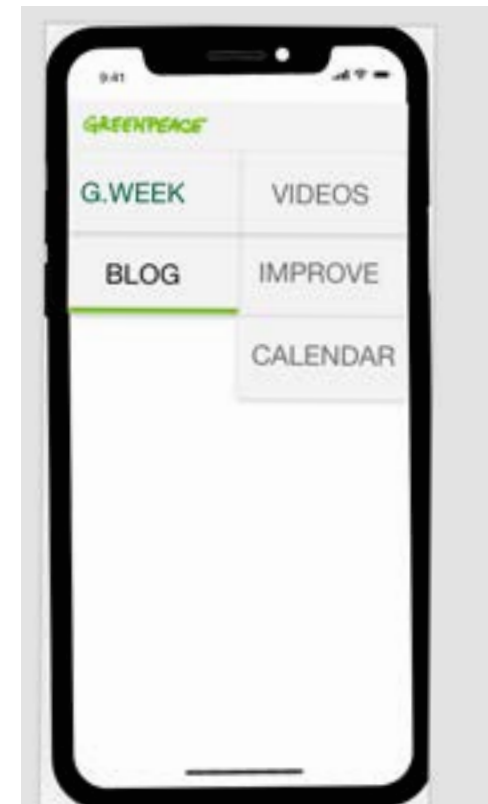 9:41
GREENPEACE
G.WEEK VIDEOS
BLOG IMPROVE
CALENDAR